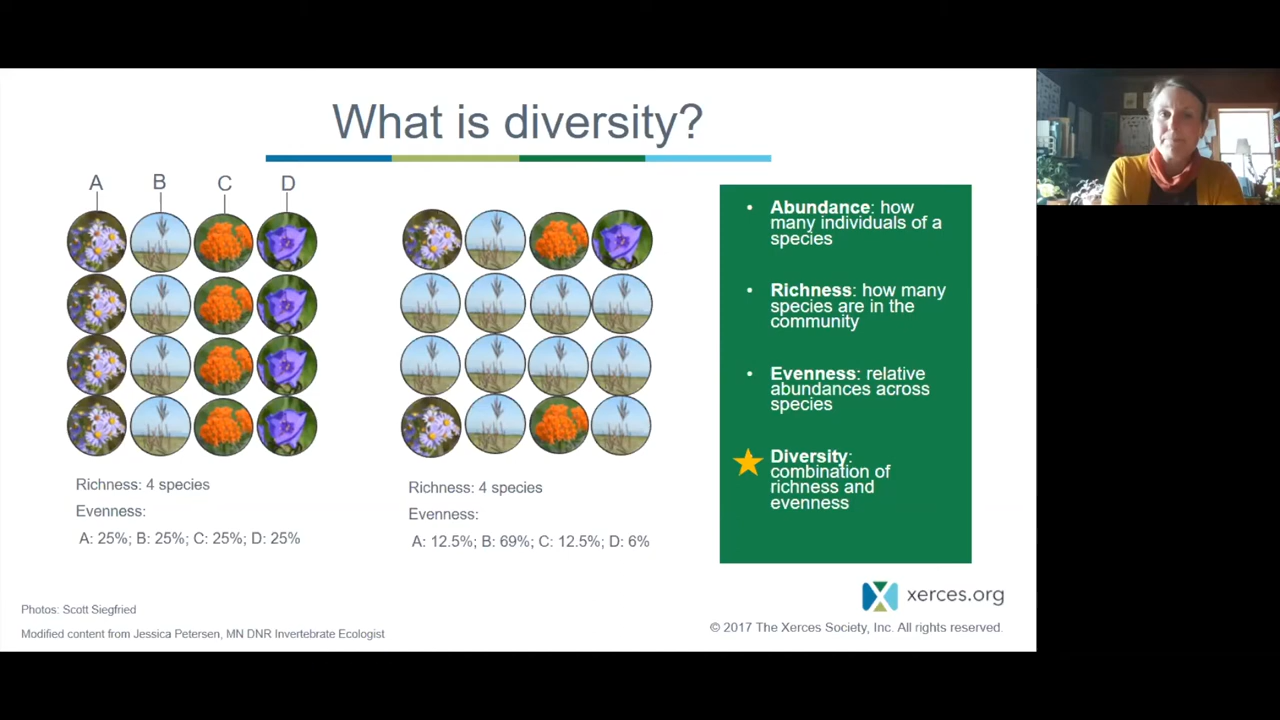 What is diversity?
A B C D
Richness: 4 species
Evenness:
A: 25%; B: 25%; C: 25%; D: 25%
Richness: 4 species
Evenness:
A: 12.5%; B: 69%; C: 12.5%; D: 6%
• Abundance: how
many individuals of a
species
• Richness: how many
species are in the
community
• Evenness: relative
abundances across
species
Diversity:
combination of
richness and
evenness
Photos: Scott Siegfried
Modified content from Jessica Petersen, MN DNR Invertebrate Ecologist
xerces.org
© 2017 The Xerces Society, Inc. All rights reserved.